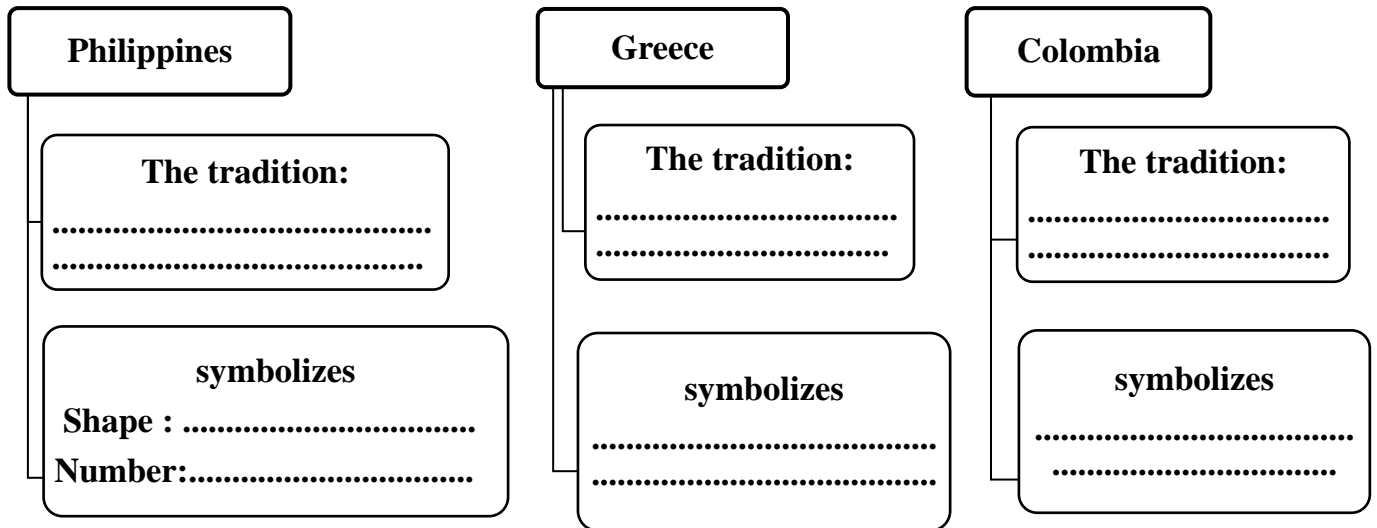 Philippines
The tradition:
............................................
...........................................
symbolizes
Shape : ..................................
Number:.................................
Greece
The tradition:
...................................
..................................
symbolizes
........................................
........................................
Colombia
The tradition:
...................................
...................................
symbolizes
.....................................
.................................